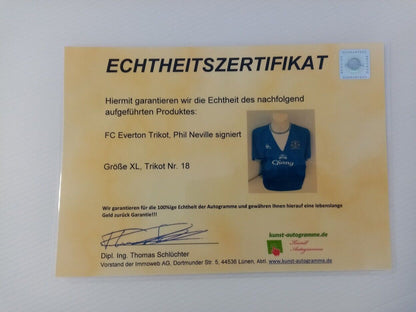 ECHTHEITSZERTIFIKAT
Hiermit garantieren wir die Echtheit des nachfolgend
aufgeführten Produktes:
FC Everton Trikot, Phil Neville signiert
Größe XL, Trikot Nr. 18
Wir garantieren für die 100%ige Echtheit der Autogramme und gewähren Ihnen hierauf eine lebenslange
Geld zurück Garantie!!!
kunst-autogramme.de
Kunst
Autogramme
Dipl. Ing. Thomas Schlüchter
Vorstand der Immoweb AG, Dortmunder Str. 5, 44536 Lünen, Abtl. www.kunst-autogramme.de